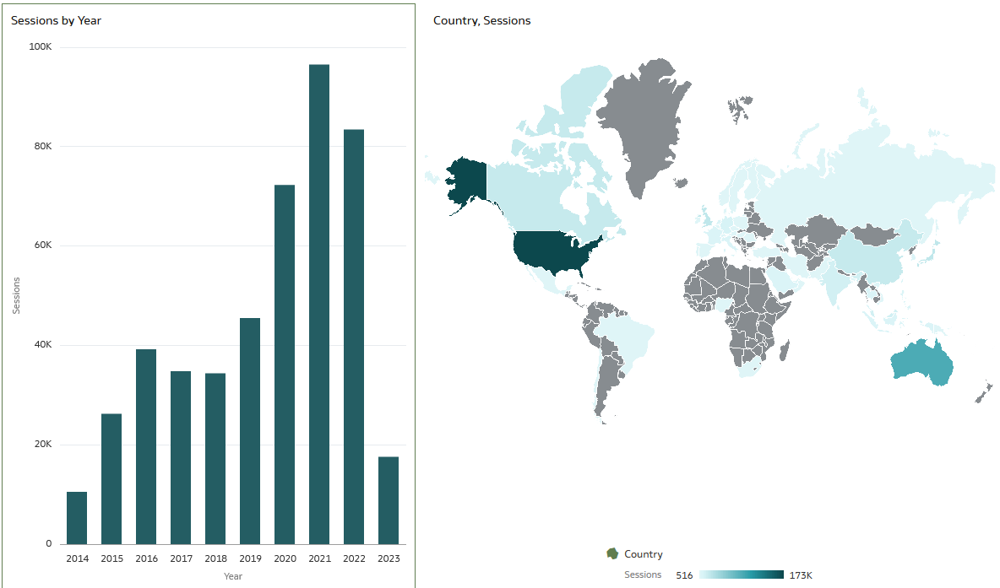 Sessions by Year
100K
80K
60K
40K
20K
0
Sessions
2014 2015 2016 2017 2018 2019 2020 2021 2022 2023
Year
Country, Sessions
Country
Sessions 516 173K